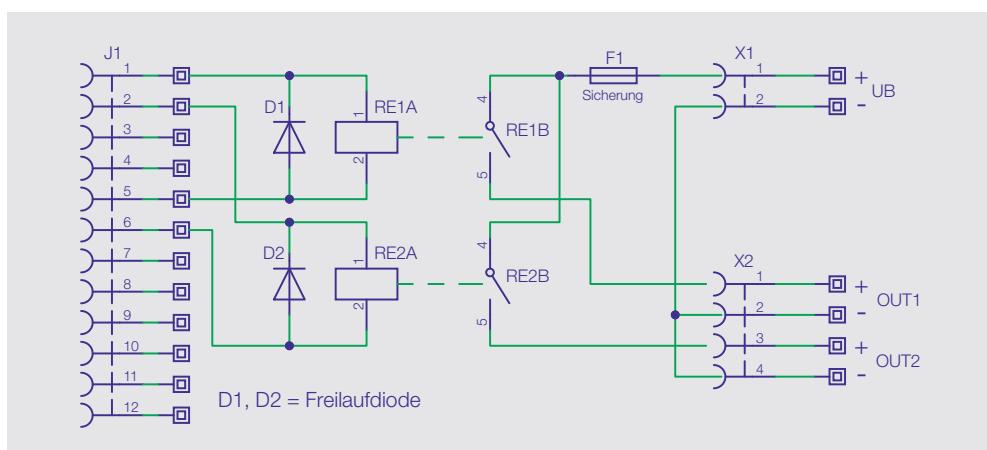 J1
1
2
3
4
5
6
7
8
9
10
11
12
D1
1
RE1A
2
D2
1
RE2A
2
4
RE1B
5
4
RE2B
5
F1
Sicherung
X1
1
+
UB
2
-
X2
1
+
OUT1
2
-
3
+
OUT2
4
-
D1, D2 = Freilaufdiode